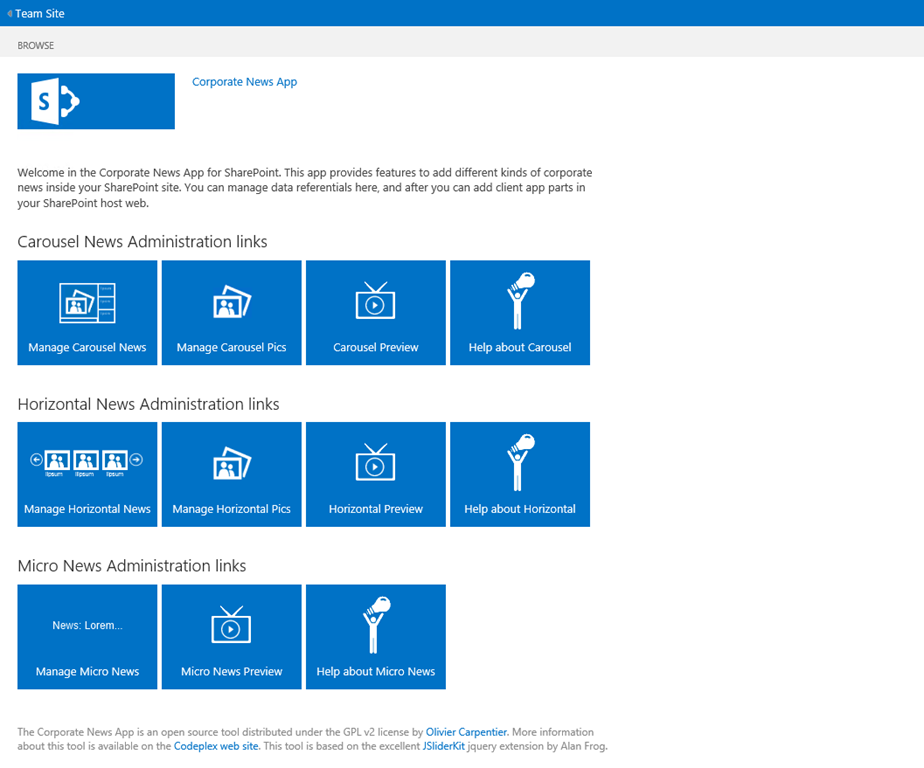 Team Site
BROWSE
S
Corporate News App
Welcome in the Corporate News App for SharePoint. This app provides features to add different kinds of corporate
news inside your SharePoint site. You can manage data referentials here, and after you can add client app parts in
your SharePoint host web.
Carousel News Administration links
Manage Carousel News
Manage Carousel Pics
Carousel Preview
Help about Carousel
Horizontal News Administration links
lipsum lipsum lipsum
Manage Horizontal News
Manage Horizontal Pics
Horizontal Preview
Help about Horizontal
Micro News Administration links
News: Lorem...
Manage Micro News
Micro News Preview
Help about Micro News
The Corporate News App is an open source tool distributed under the GPL v2 license by Olivier Carpentier. More information
about this tool is available on the Codeplex web site. This tool is based on the excellent JSliderKit jquery extension by Alan Frog.